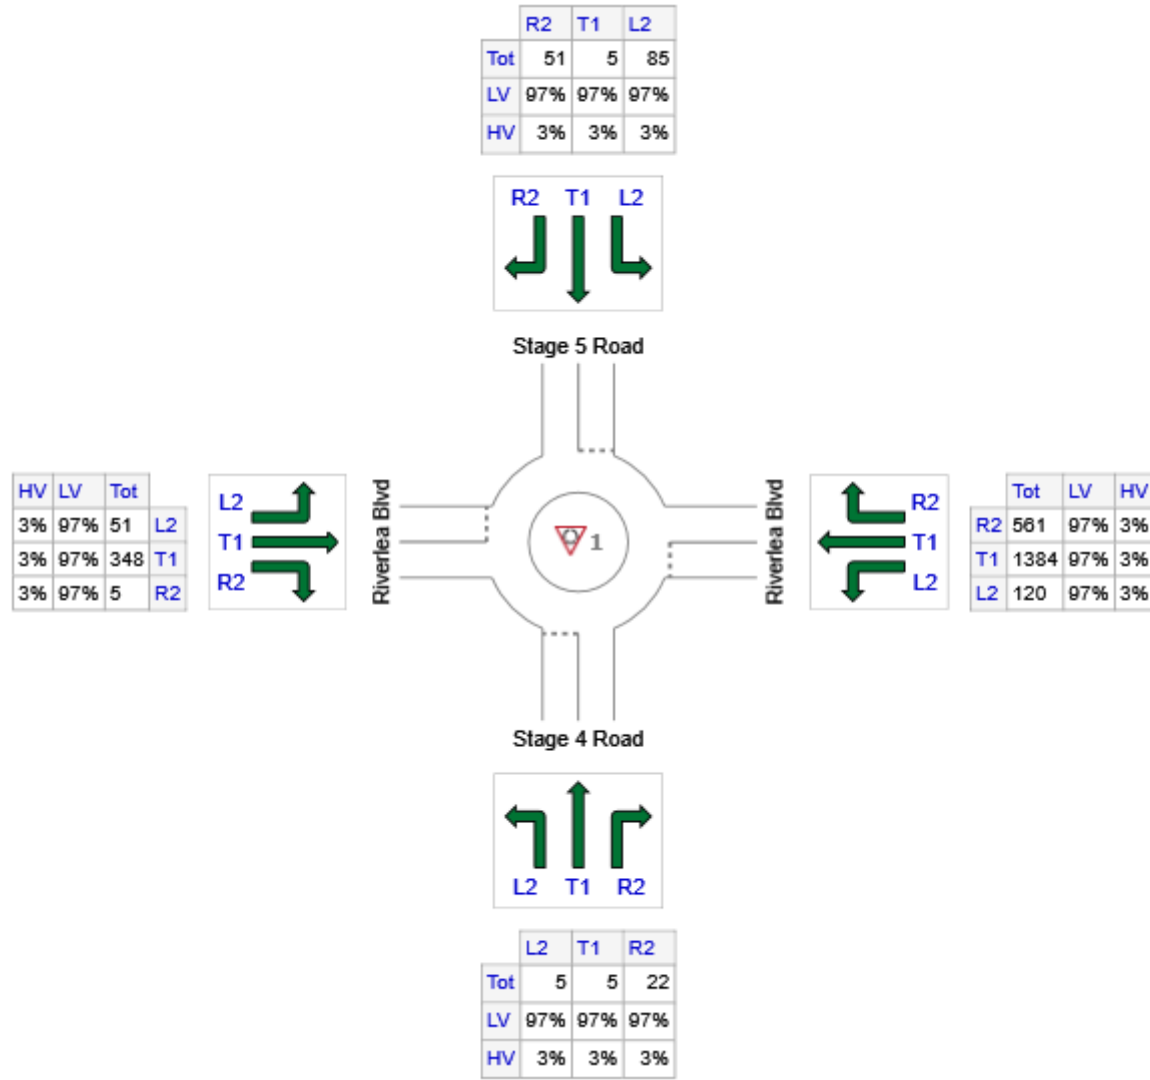 R2 T1 L2
Tot 51 5 85
LV 97% 97% 97%
HV 3% 3% 3%
R2 T1 L2
Stage 5 Road
HV LV Tot
3% 97% 51 L2
3% 97% 348 T1
3% 97% 5 R2
L2
T1
R2
Riverlea Blvd
1
Riverlea Blvd
R2
T1
L2
Tot LV HV
R2 561 97% 3%
T1 1384 97% 3%
L2 120 97% 3%
Stage 4 Road
L2 T1 R2
L2 T1 R2
Tot 5 5 22
LV 97% 97% 97%
HV 3% 3% 3%